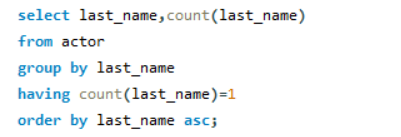 select last_name,count(last_name)
from actor
group by last_name
having count(last_name)=1
order by last_name asc;